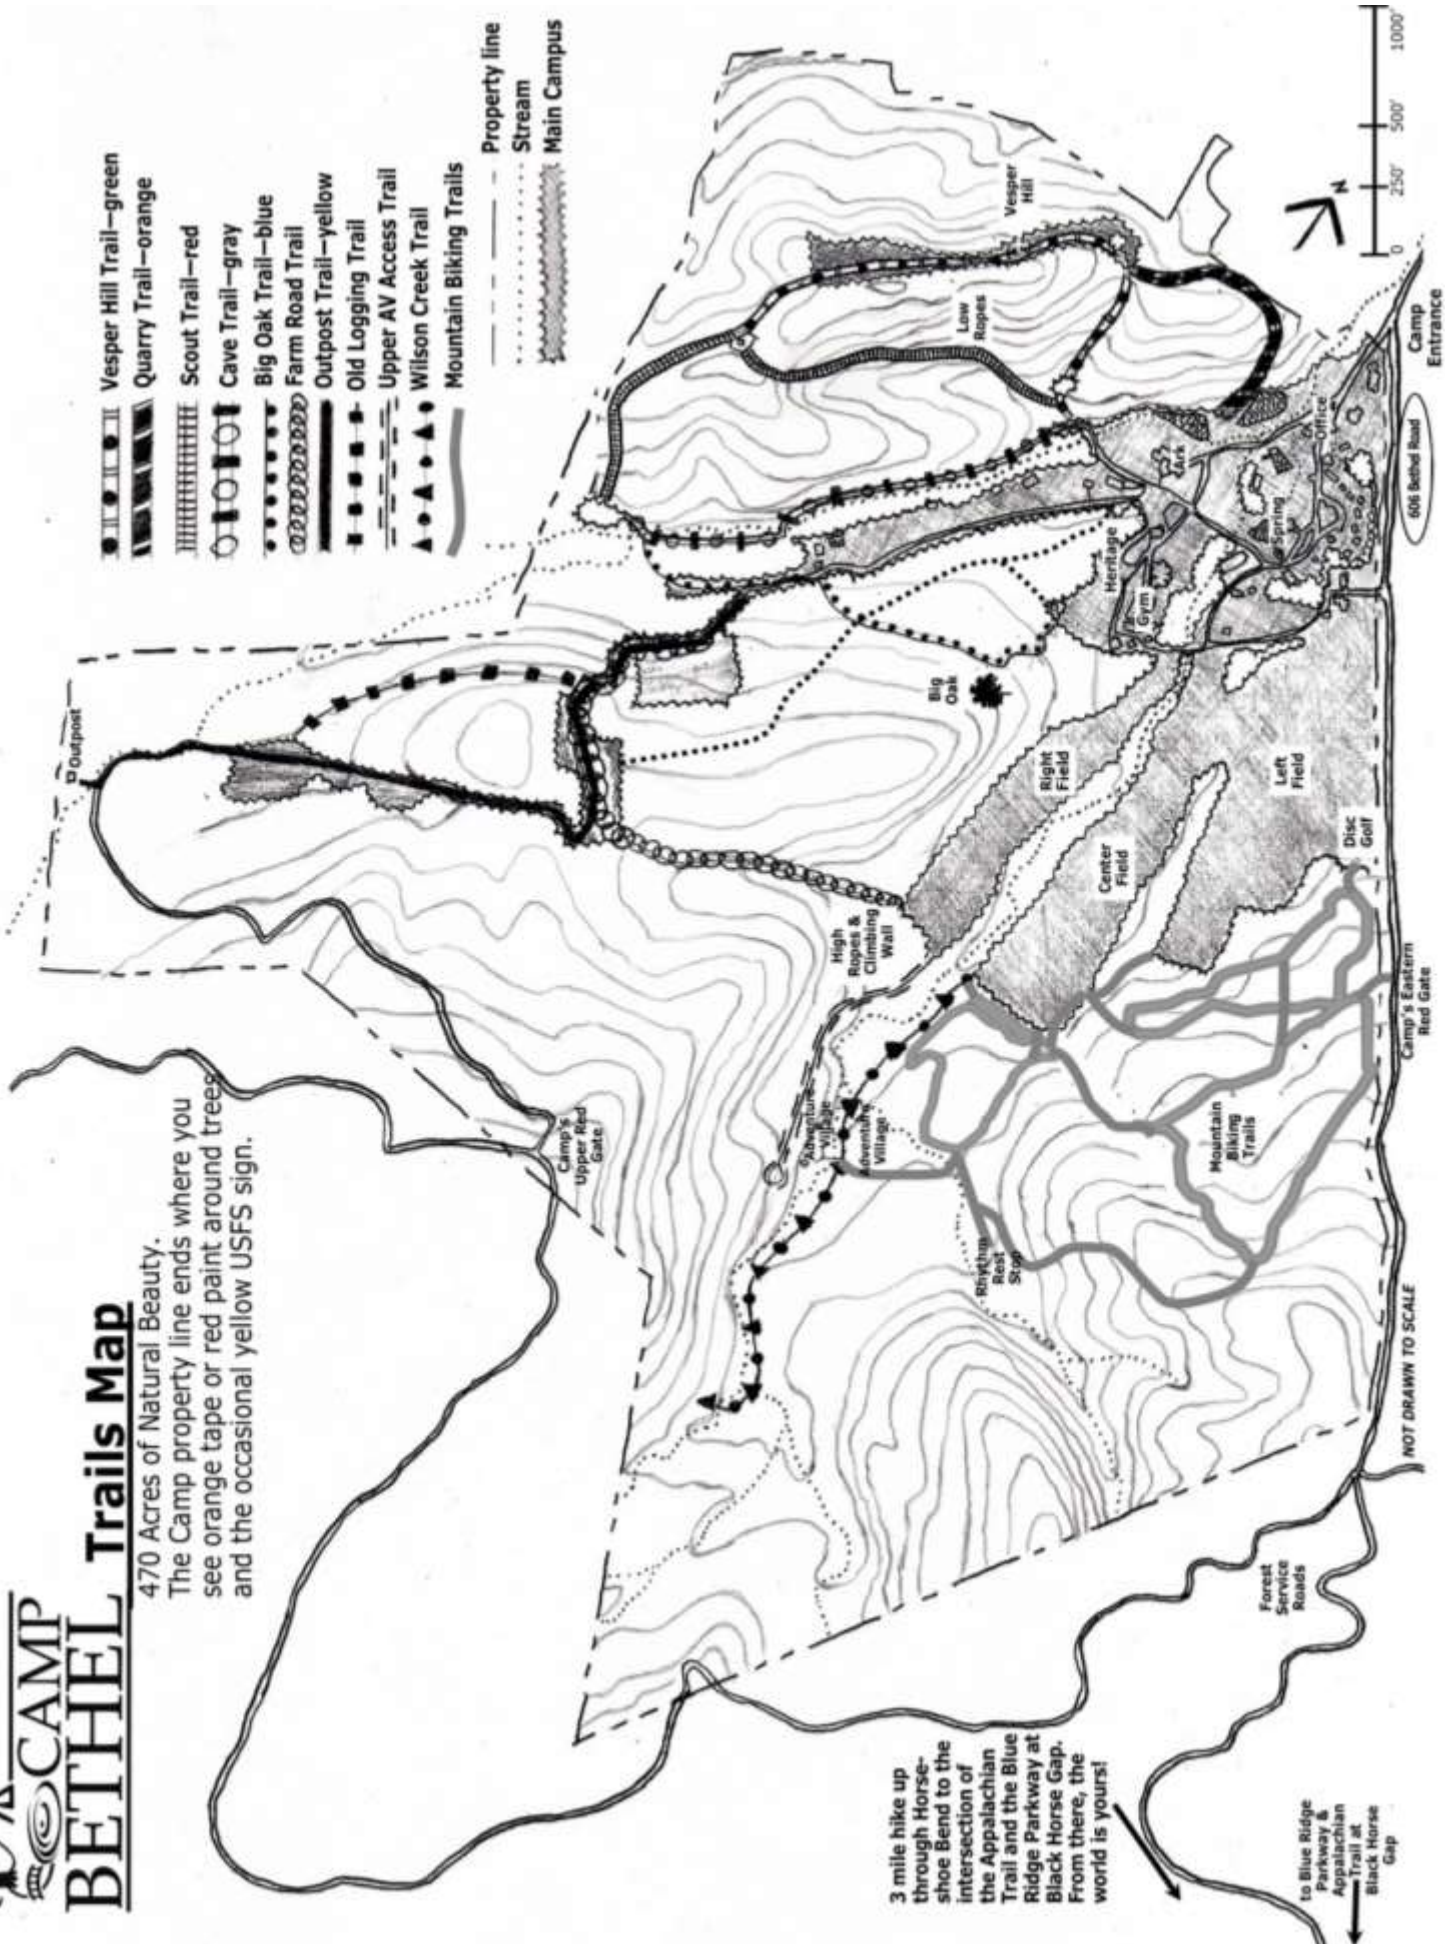 CAMP
BETHEL Trails Map
470 Acres of Natural Beauty.
The Camp property line ends where you
see orange tape or red paint around trees
and the occasional yellow USFS sign.
Vesper Hill Trail—green
Quarry Trail—orange
Scout Trail—red
Cave Trail—gray
Big Oak Trail—blue
Farm Road Trail
Outpost Trail—yellow
Old Logging Trail
Upper AV Access Trail
Wilson Creek Trail
Mountain Biking Trails
Property line
Stream
Main Campus
Outpost
Camp's
Upper Red
Gate
Adventure
Village
Adventure
Village
High
Ropes &
Climbing
Wall
Big
Oak
Low
Ropes
Vesper
Hill
Rhythm
Rest
Stop
Right
Field
Center
Field
Left
Field
Disc
Golf
Heritage
Gym
Ark
Spring
Office
Mountain
Biking
Trails
N
0 250' 500' 1000'
Camp
Entrance
606 Bethel Road
Camp's Eastern
Red Gate
NOT DRAWN TO SCALE
Forest
Service
Roads
3 mile hike up
through Horse-
shoe Bend to the
intersection of
the Appalachian
Trail and the Blue
Ridge Parkway at
Black Horse Gap.
From there, the
world is yours!
to Blue Ridge
Parkway &
Appalachian
Trail at
Black Horse
Gap